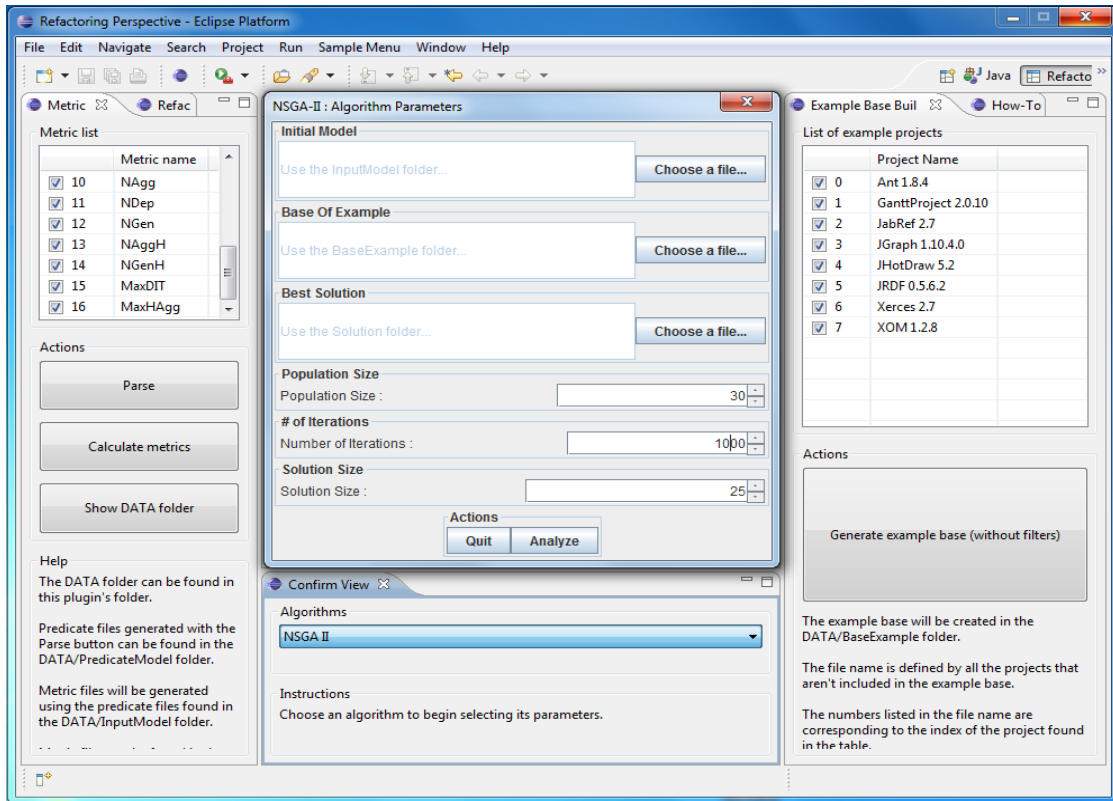 Refactoring Perspective - Eclipse Platform
File Edit Navigate Search Project Run Sample Menu Window Help
Java Refacto »
Metric Refac
Metric list
Metric name
10 NAgg
11 NDep
12 NGen
13 NAggH
14 NGenH
15 MaxDIT
16 MaxHAgg
Actions
Parse
Calculate metrics
Show DATA folder
Help
The DATA folder can be found in
this plugin's folder.
Predicate files generated with the
Parse button can be found in the
DATA/PredicateModel folder.
Metric files will be generated
using the predicate files found in
the DATA/InputModel folder.
NSGA-II : Algorithm Parameters
Initial Model
Use the InputModel folder...
Choose a file...
Base Of Example
Use the BaseExample folder...
Choose a file...
Best Solution
Use the Solution folder...
Choose a file...
Population Size
Population Size : 30
# of Iterations
Number of Iterations : 1000
Solution Size
Solution Size : 25
Actions
Quit Analyze
Confirm View
Algorithms
NSGA II
Instructions
Choose an algorithm to begin selecting its parameters.
Example Base Buil How-To
List of example projects
Project Name
0 Ant 1.8.4
1 GanttProject 2.0.10
2 JabRef 2.7
3 JGraph 1.10.4.0
4 JHotDraw 5.2
5 JRDF 0.5.6.2
6 Xerces 2.7
7 XOM 1.2.8
Actions
Generate example base (without filters)
The example base will be created in the
DATA/BaseExample folder.
The file name is defined by all the projects that
aren't included in the example base.
The numbers listed in the file name are
corresponding to the index of the project found
in the table.